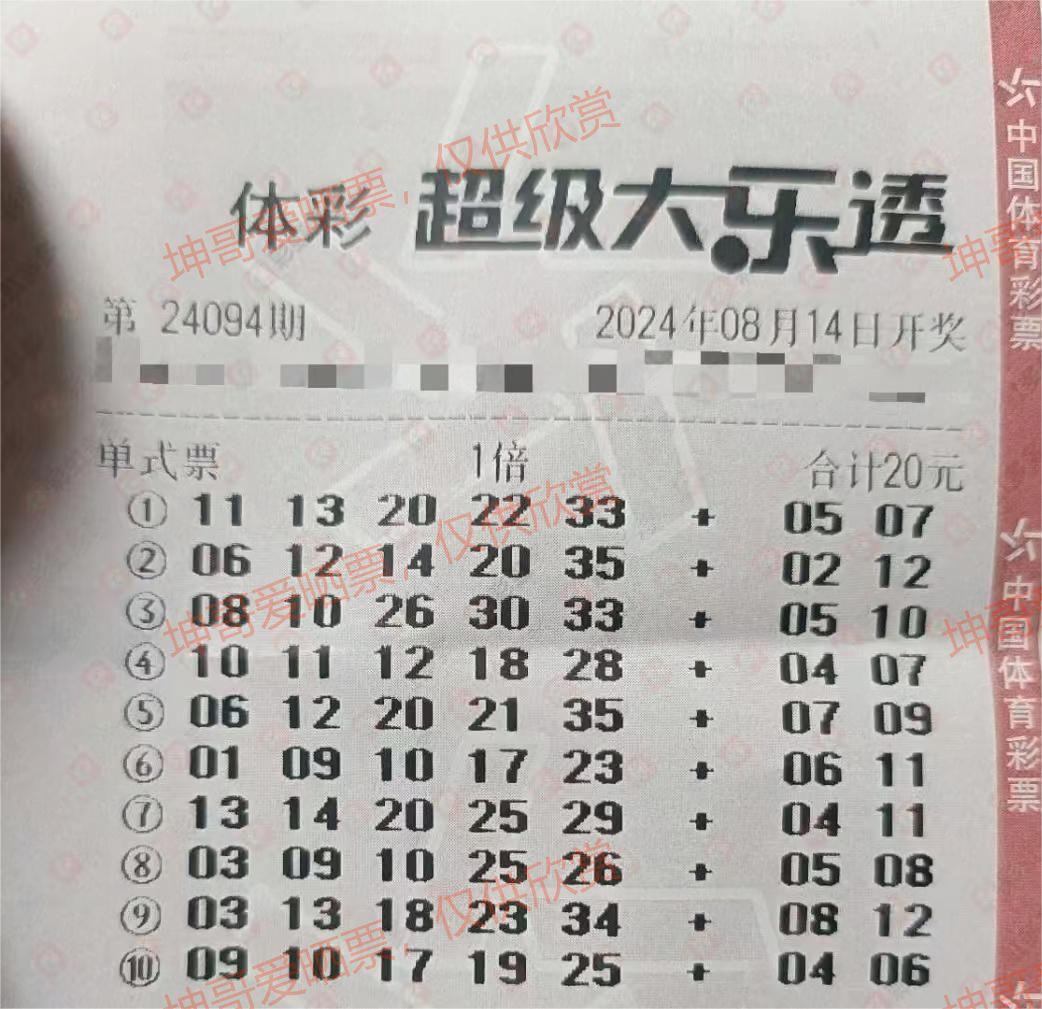 体彩 超级大乐透
第 24094期 2024年08月14日开奖
单式票 1倍 合计20元
① 11 13 20 22 33 + 05 07
② 06 12 14 20 35 + 02 12
③ 08 10 26 30 33 + 05 10
④ 10 11 12 18 28 + 04 07
⑤ 06 12 20 21 35 + 07 09
⑥ 01 09 10 17 23 + 06 11
⑦ 13 14 20 25 29 + 04 11
⑧ 03 09 10 25 26 + 05 08
⑨ 03 13 18 23 34 + 08 12
⑩ 09 10 17 19 25 + 04 06
中国体育彩票
中国体育彩票
坤哥爱晒票,仅供欣赏
坤哥爱晒票,仅供欣赏
坤哥爱晒票,仅供欣赏
坤哥
坤哥
坤哥